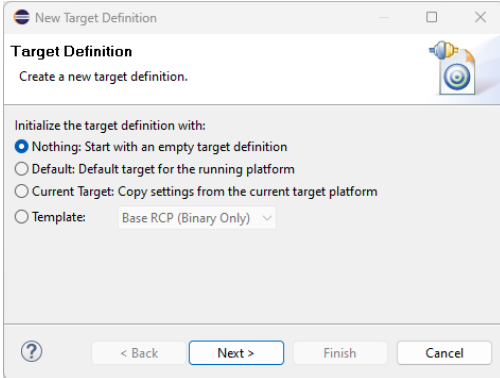 New Target Definition
Target Definition
Create a new target definition.
Initialize the target definition with:
Nothing: Start with an empty target definition
Default: Default target for the running platform
Current Target: Copy settings from the current target platform
Template: Base RCP (Binary Only)
? < Back Next > Finish Cancel